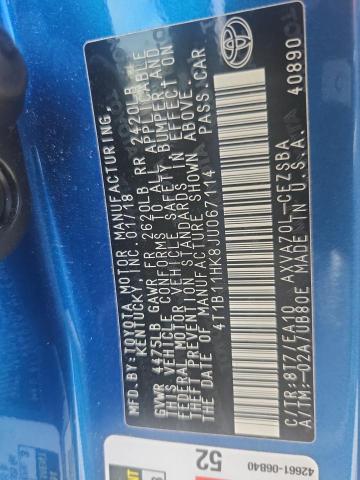 MFD.BY:TOYOTA MOTOR MANUFACTURING,
KENTUCKY, INC. 01/18
GVWR 4475LB GAWR FR 2620LB RR 2420LB
THIS VEHICLE CONFORMS TO ALL APPLICABLE
FEDERAL MOTOR VEHICLE SAFETY, BUMPER AND
THEFT PREVENTION STANDARDS IN EFFECT ON
THE DATE OF MANUFACTURE SHOWN ABOVE.
4T1B11HK8JU067114 PASS.CAR
C/TR:8T7/EA10 AXVA70L-CEZSBA
A/TM:-02A/UB80E MADE IN U.S.A. 40890
42661-06840
52